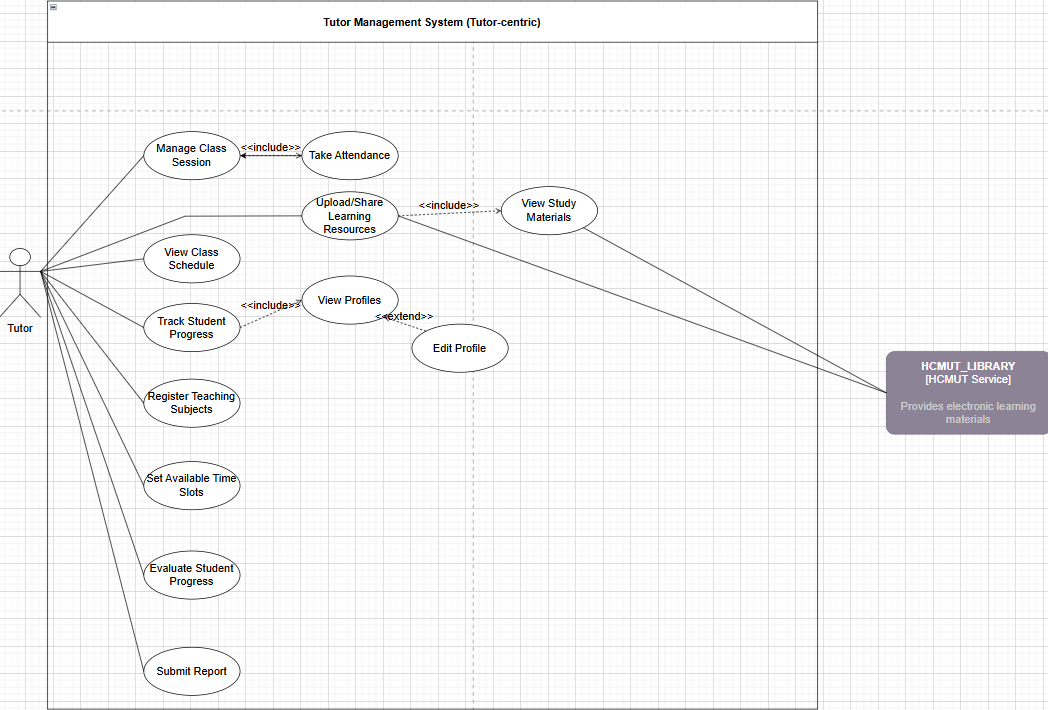 Tutor Management System (Tutor-centric)
Manage Class
Session
<<include>>
Take Attendance
Upload/Share
Learning
Resources
<<include>>
View Study
Materials
View Class
Schedule
Tutor
Track Student
Progress
<<include>>
View Profiles
<<extend>>
Edit Profile
HCMUT_LIBRARY
[HCMUT Service]
Provides electronic learning
materials
Register Teaching
Subjects
Set Available Time
Slots
Evaluate Student
Progress
Submit Report